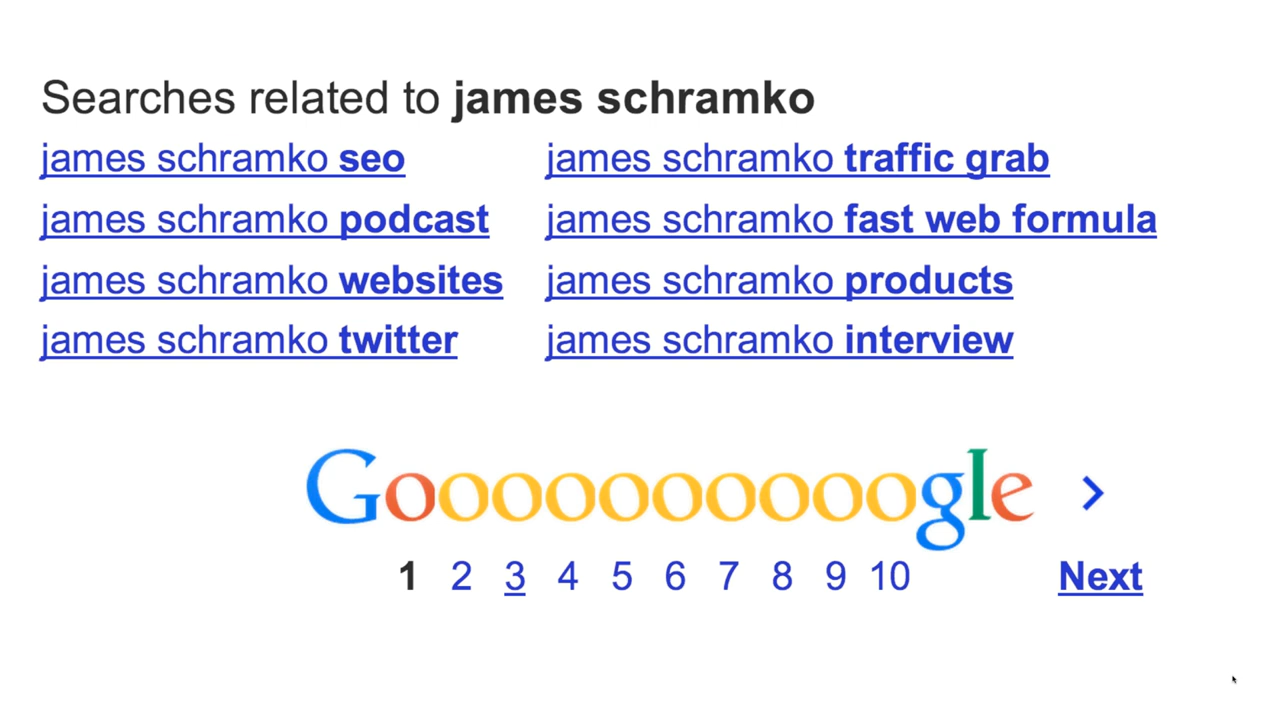 Searches related to james schramko
james schramko seo james schramko traffic grab
james schramko podcast james schramko fast web formula
james schramko websites james schramko products
james schramko twitter james schramko interview
Goooooooooogle >
1 2 3 4 5 6 7 8 9 10 Next